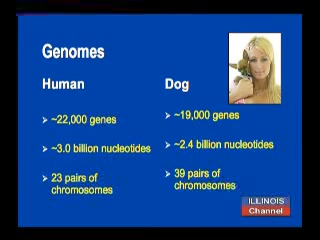 Genomes
Human
~22,000 genes
~3.0 billion nucleotides
23 pairs of
chromosomes
Dog
~19,000 genes
~2.4 billion nucleotides
39 pairs of
chromosomes
ILLINOIS
Channel